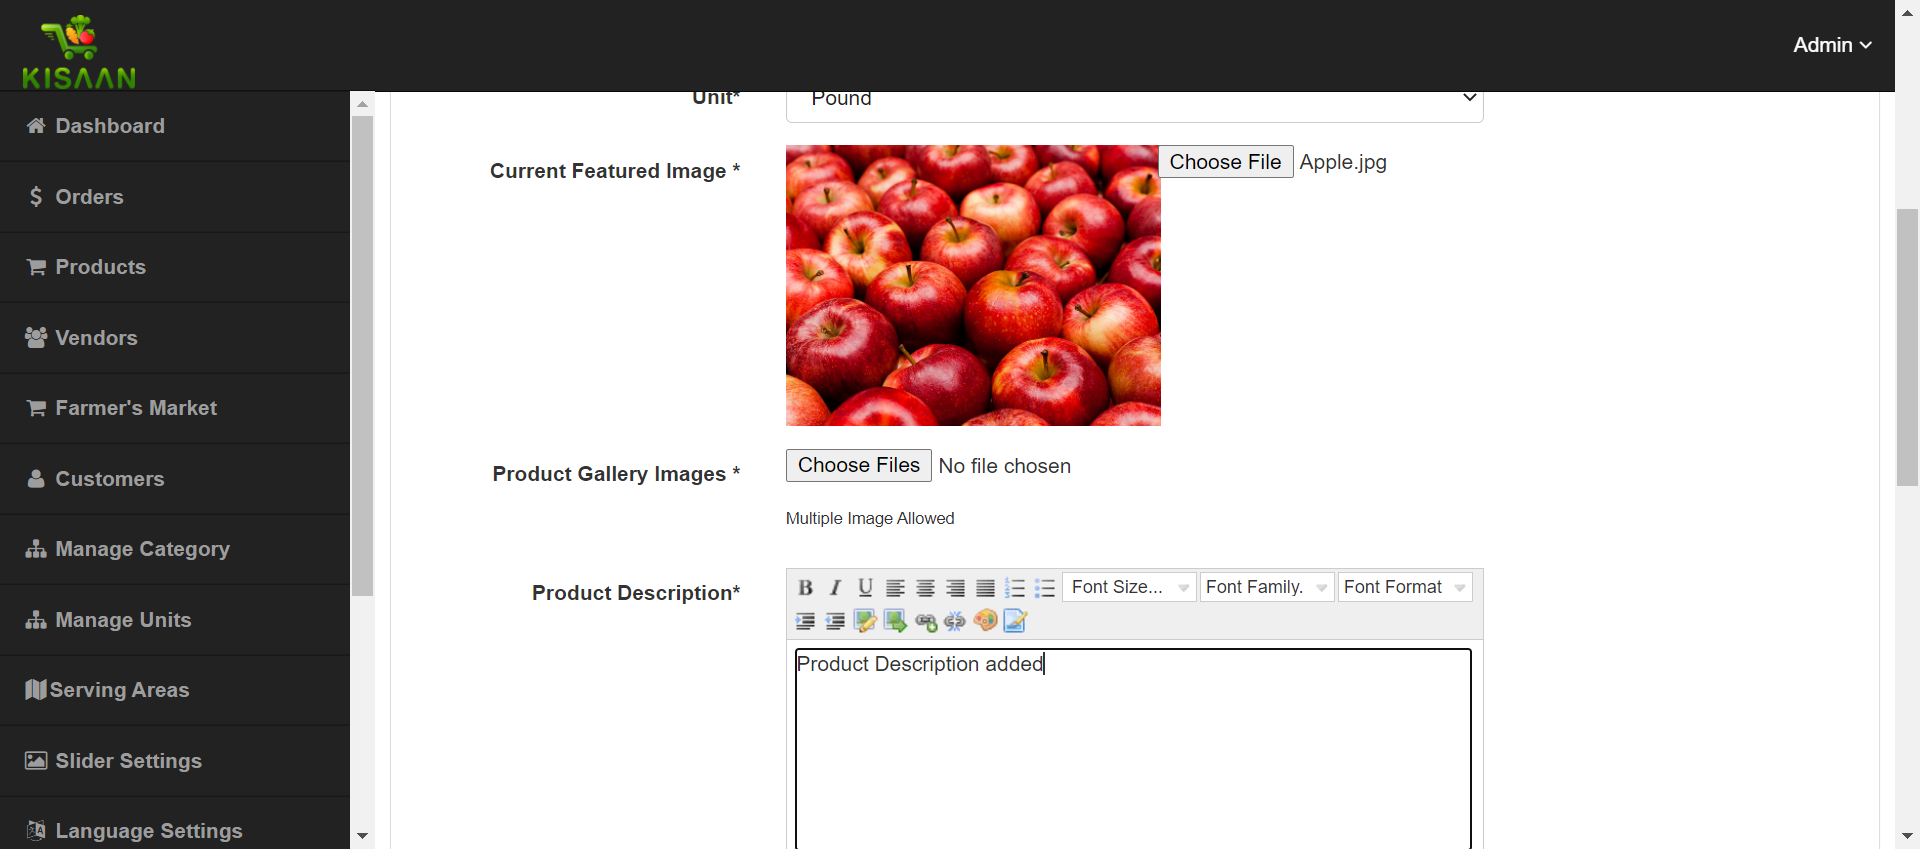 KISAAN
Admin
Dashboard
Orders
Products
Vendors
Farmer's Market
Customers
Manage Category
Manage Units
Serving Areas
Slider Settings
Language Settings
Unit*
Pound
Current Featured Image *
Choose File Apple.jpg
Product Gallery Images *
Choose Files No file chosen
Multiple Image Allowed
Product Description*
B I U Font Size... Font Family. Font Format
Product Description added